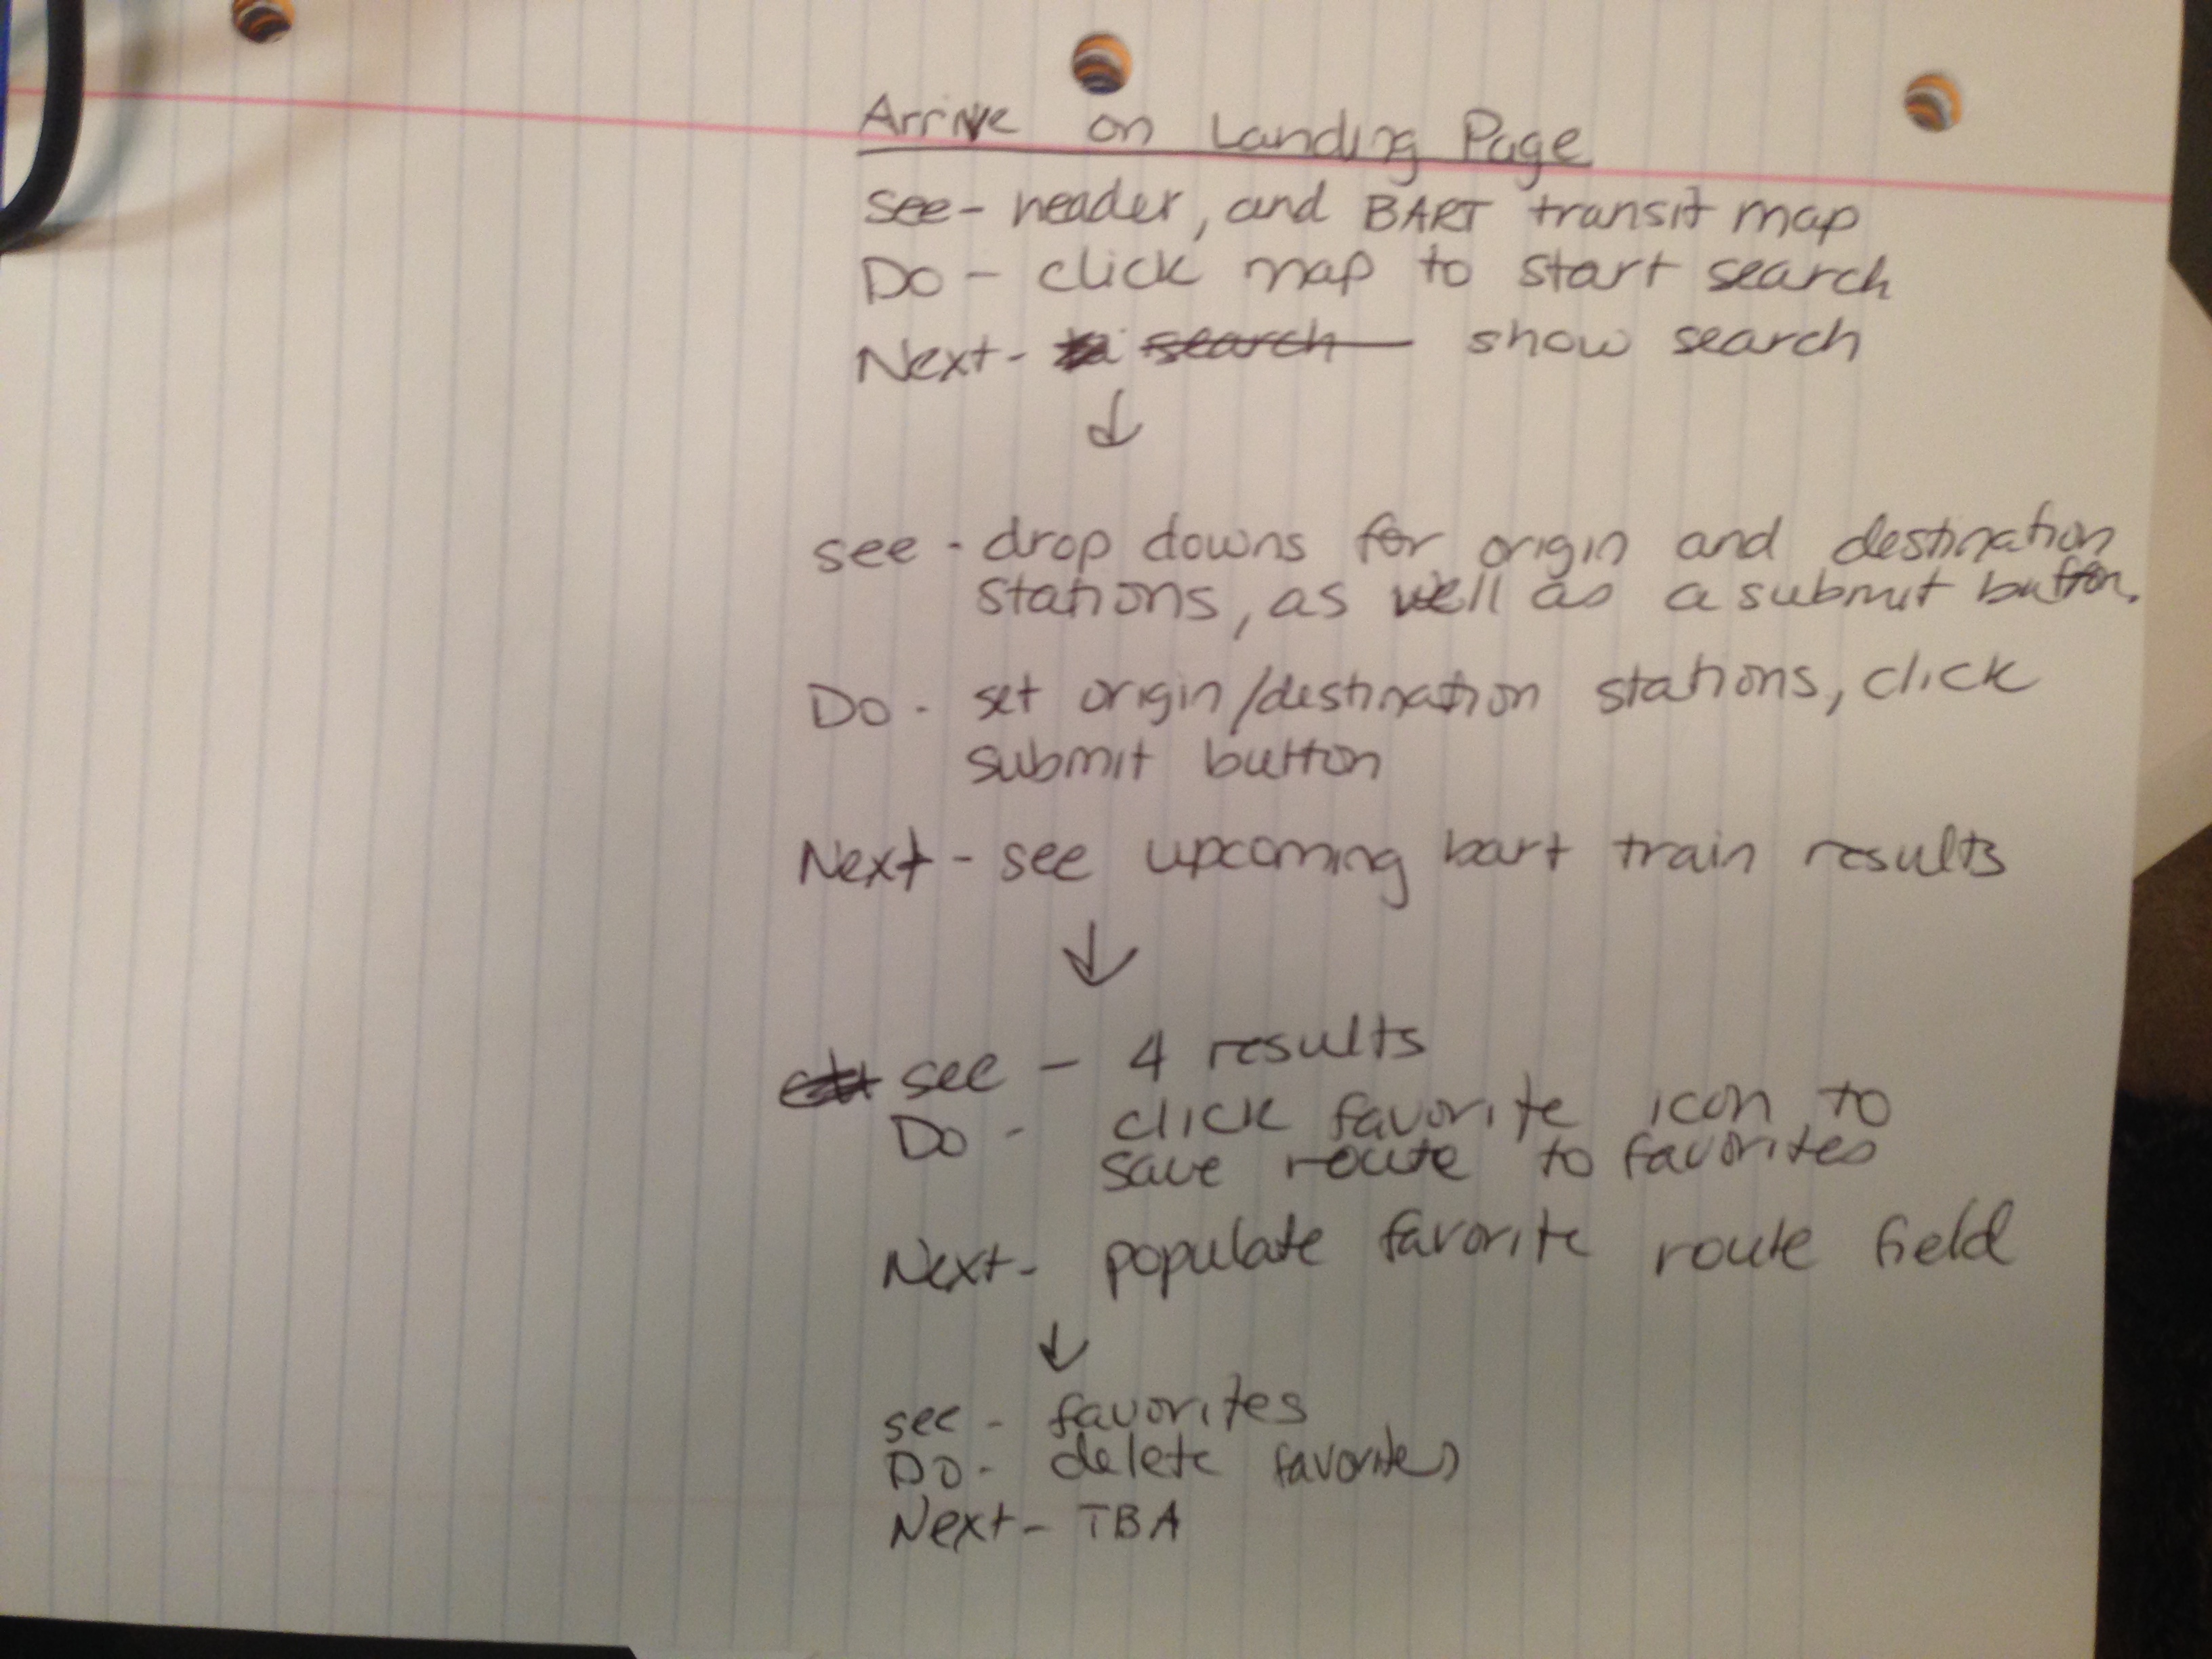 Arrive on Landing Page
see - header, and BART transit map
Do - click map to start search
Next - search show search
see - drop downs for origin and destination
stations, as well as a submit button.
Do - set origin/destination stations, click
submit button
Next - see upcoming bart train results
see - 4 results
Do - click favorite icon to
save route to favorites
Next - populate favorite route field
see - favorites
Do - delete favorites
Next - TBA